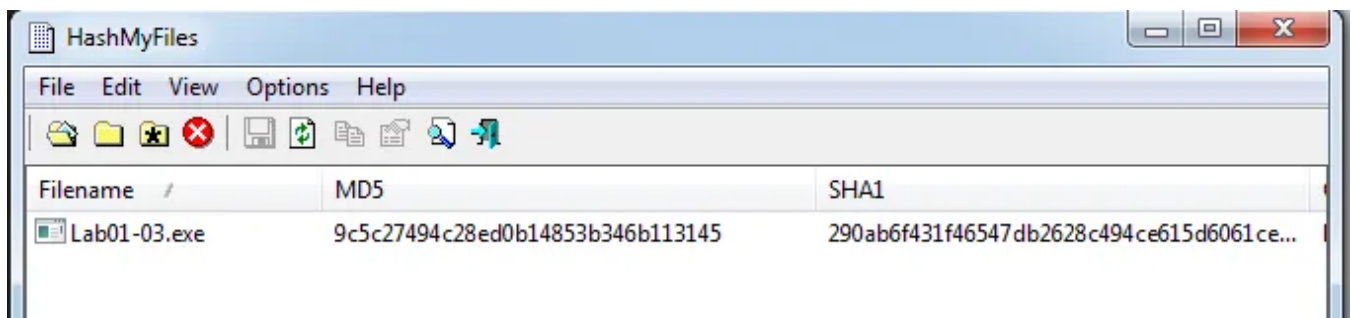 HashMyFiles
File Edit View Options Help
Filename / MD5 SHA1
Lab01-03.exe 9c5c27494c28ed0b14853b346b113145 290ab6f431f46547db2628c494ce615d6061ce...